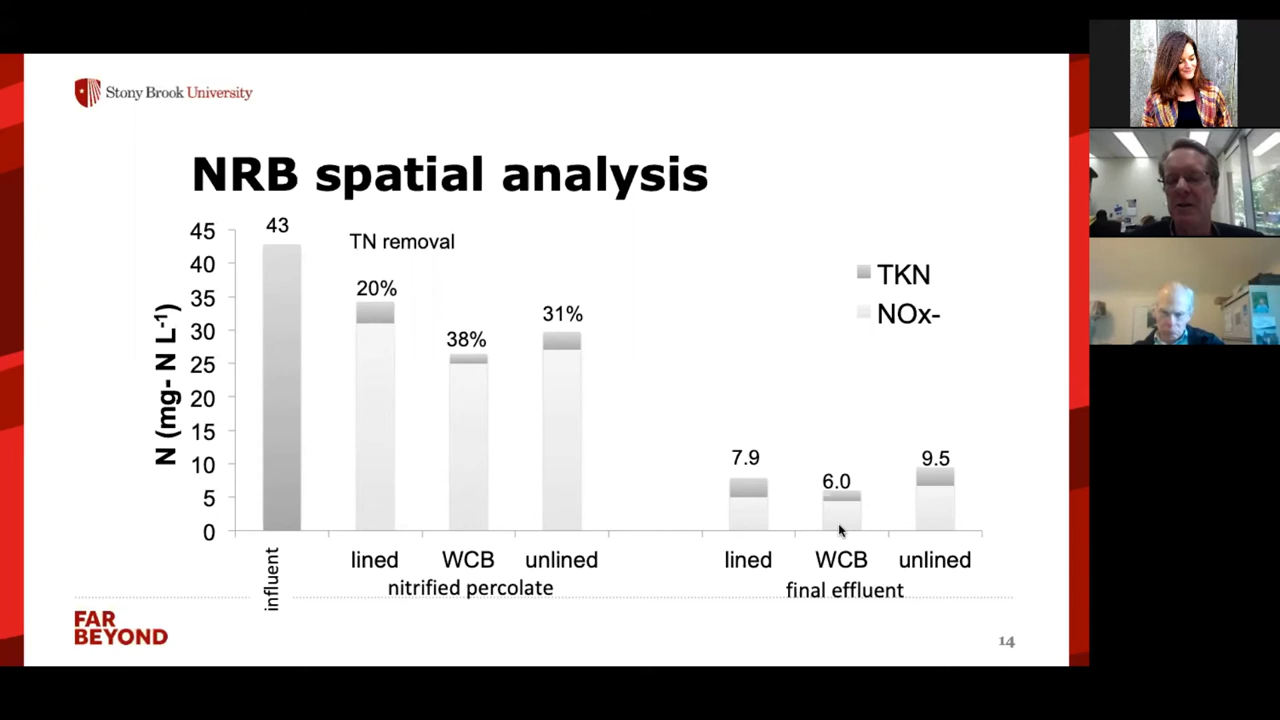 Stony Brook University
NRB spatial analysis
N (mg- N L-1)
45
40
35
30
25
20
15
10
5
0
43
TN removal
20%
38%
31%
TKN
NOx-
7.9
6.0
9.5
influent
lined
WCB
unlined
nitrified percolate
lined
WCB
unlined
final effluent
FAR
BEYOND
14